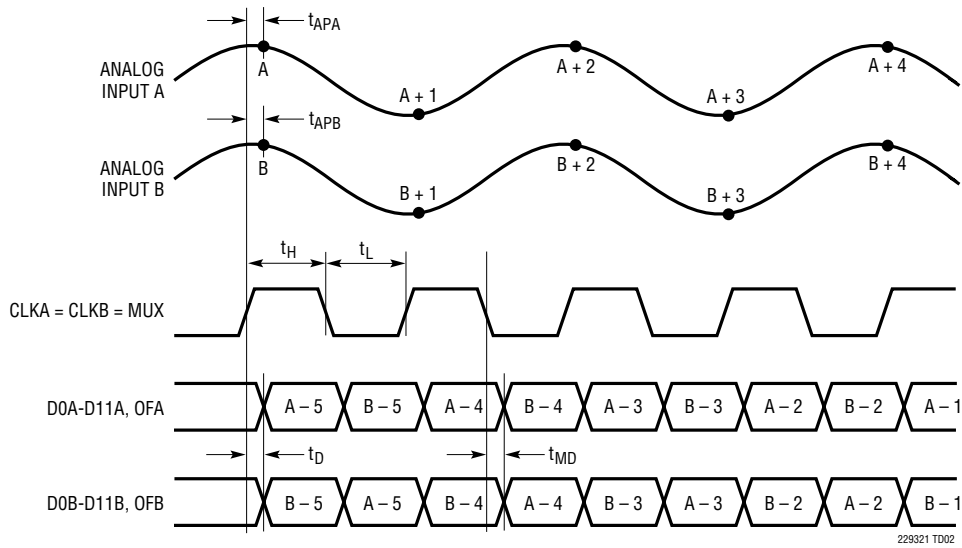 tAPA
ANALOG
INPUT A
A
A + 1
A + 2
A + 3
A + 4
tAPB
ANALOG
INPUT B
B
B + 1
B + 2
B + 3
B + 4
tH
tL
CLKA = CLKB = MUX
D0A-D11A, OFA
A – 5
B – 5
A – 4
B – 4
A – 3
B – 3
A – 2
B – 2
A – 1
tD
tMD
D0B-D11B, OFB
B – 5
A – 5
B – 4
A – 4
B – 3
A – 3
B – 2
A – 2
B – 1
229321 TD02